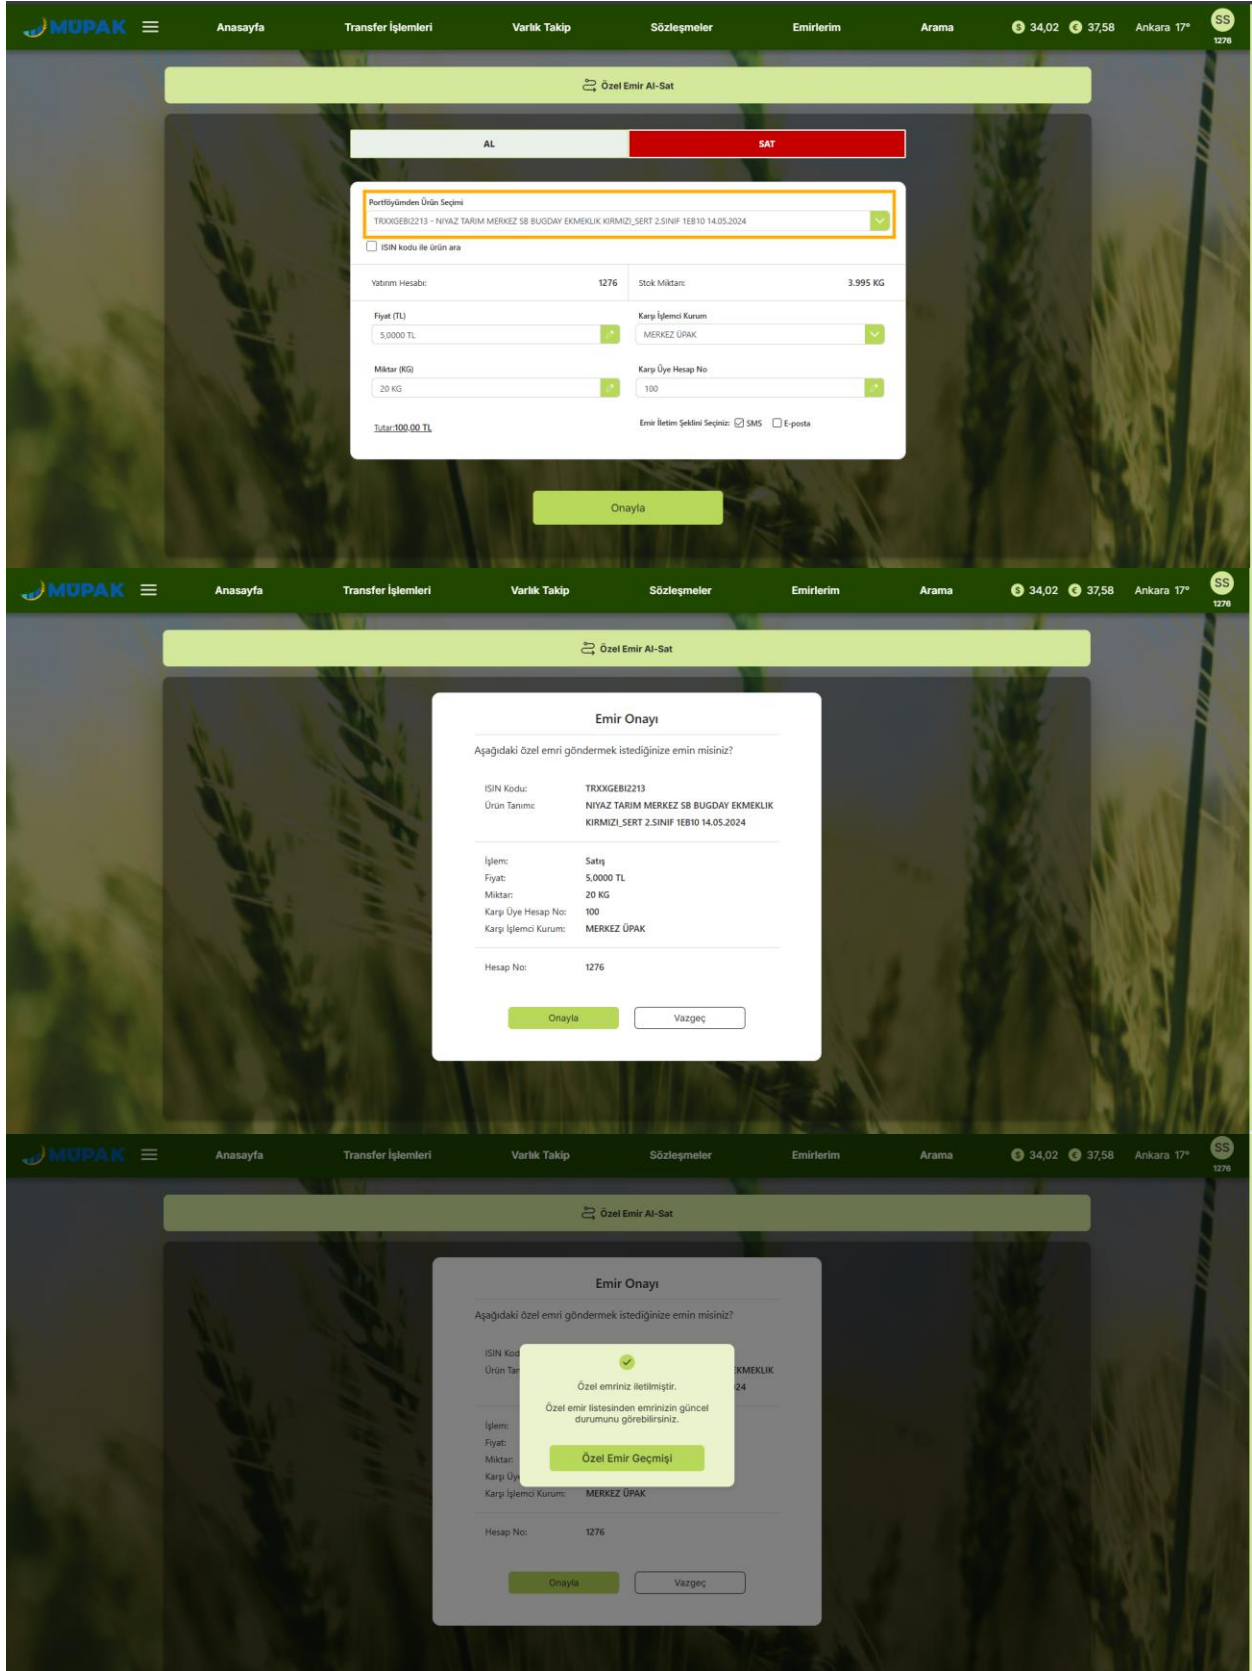 MÜPAK Anasayfa Transfer İşlemleri Varlık Takip Sözleşmeler Emirlerim Arama $ 34,02 € 37,58 Ankara 17° SS
1276
Özel Emir Al-Sat
AL SAT
Portföyümden Ürün Seçimi
TRXXGEBI2213 - NIYAZ TARIM MERKEZ SB BUGDAY EKMEKLIK KIRMIZI_SERT 2.SINIF 1EB10 14.05.2024
ISIN kodu ile ürün ara
Yatırım Hesabı: 1276 Stok Miktarı: 3.995 KG
Fiyat (TL) Karşı İşlemci Kurum
5,0000 TL MERKEZ ÜPAK
Miktar (KG) Karşı Üye Hesap No
20 KG 100
Tutar:100,00 TL Emir İletim Şeklini Seçiniz: SMS E-posta
Onayla
MÜPAK Anasayfa Transfer İşlemleri Varlık Takip Sözleşmeler Emirlerim Arama $ 34,02 € 37,58 Ankara 17° SS
1276
Özel Emir Al-Sat
Emir Onayı
Aşağıdaki özel emri göndermek istediğinize emin misiniz?
ISIN Kodu: TRXXGEBI2213
Ürün Tanımı: NIYAZ TARIM MERKEZ SB BUGDAY EKMEKLIK
KIRMIZI_SERT 2.SINIF 1EB10 14.05.2024
İşlem: Satış
Fiyat: 5,0000 TL
Miktar: 20 KG
Karşı Üye Hesap No: 100
Karşı İşlemci Kurum: MERKEZ ÜPAK
Hesap No: 1276
Onayla Vazgeç
MÜPAK Anasayfa Transfer İşlemleri Varlık Takip Sözleşmeler Emirlerim Arama $ 34,02 € 37,58 Ankara 17° SS
1276
Özel Emir Al-Sat
Emir Onayı
Aşağıdaki özel emri göndermek istediğinize emin misiniz?
ISIN Kod
Ürün Tan KMEKLIK
24
Özel emriniz iletilmiştir.
Özel emir listesinden emrinizin güncel
durumunu görebilirsiniz.
Özel Emir Geçmişi
İşlem:
Fiyat:
Miktar:
Karşı Üy
Karşı İşlemci Kurum: MERKEZ ÜPAK
Hesap No: 1276
Onayla Vazgeç